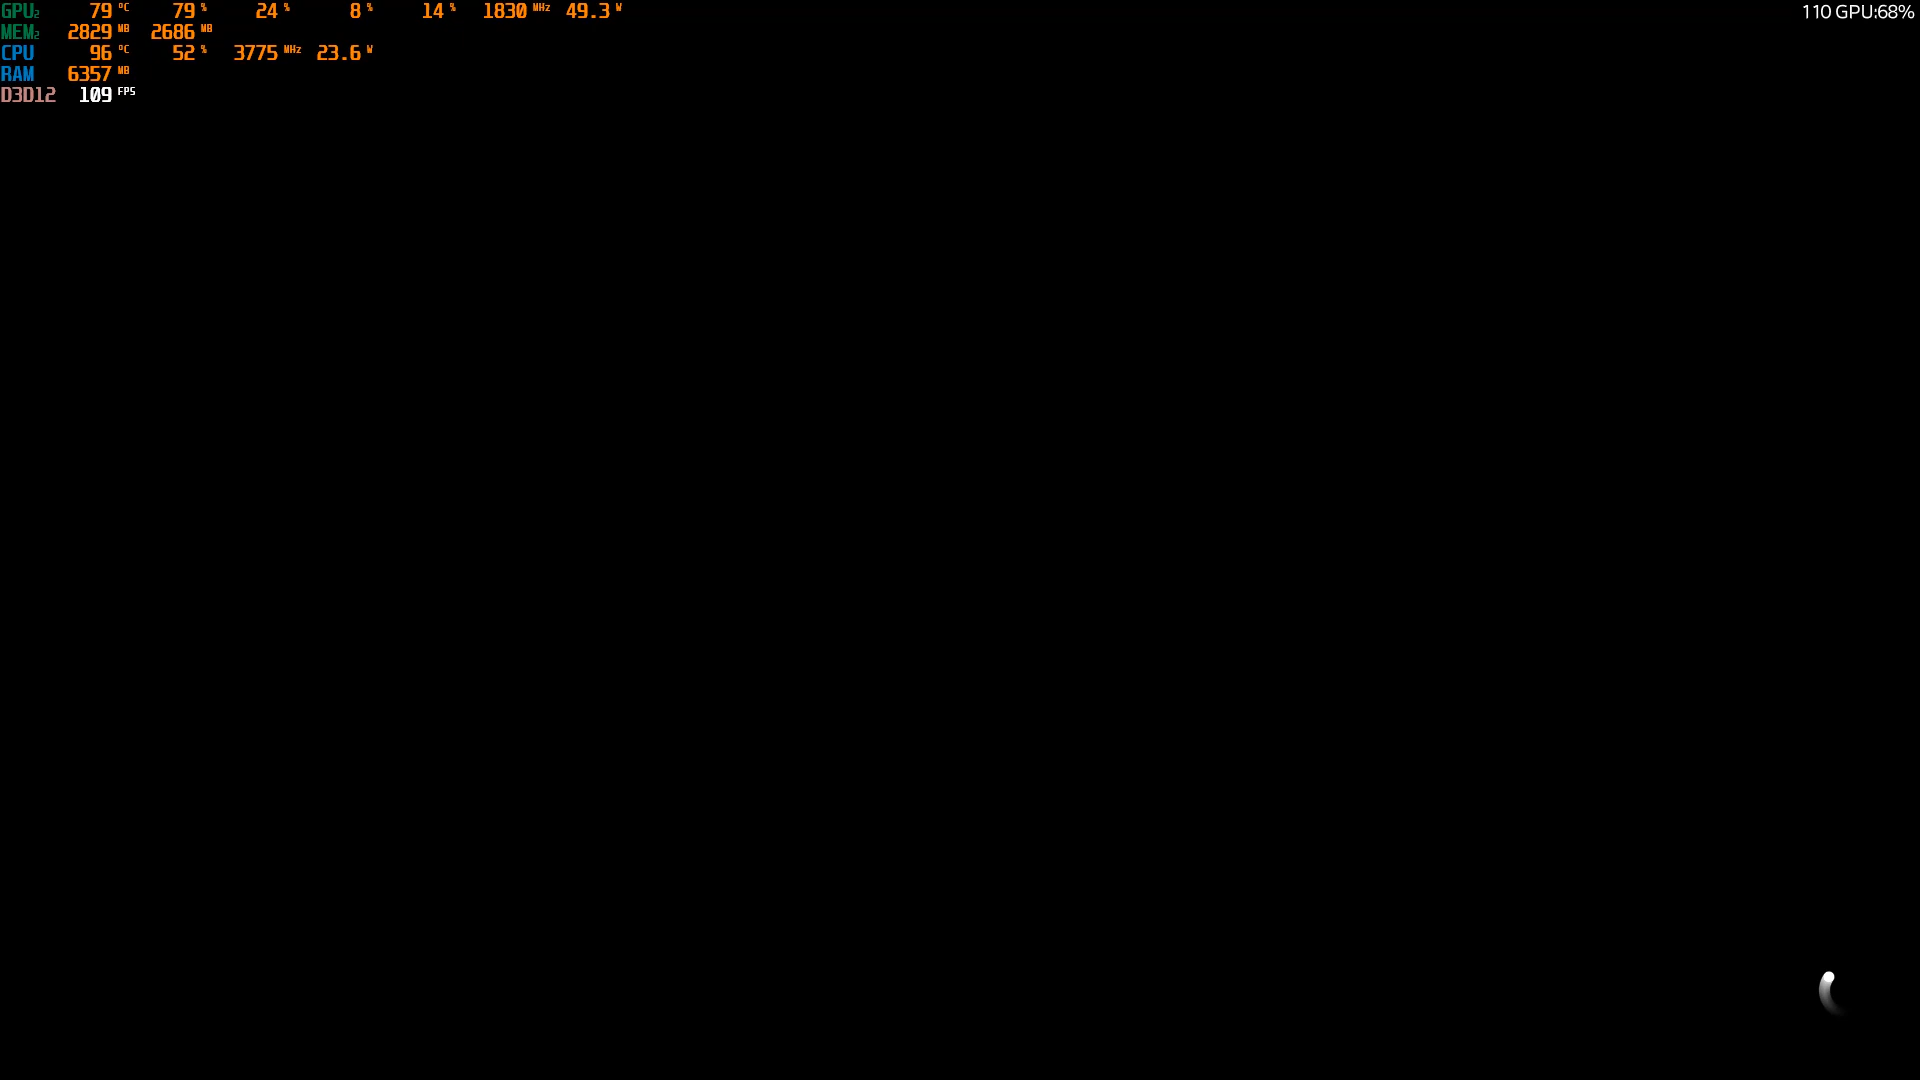 GPU2 79 °C 79 % 24 % 8 % 14 % 1830 MHz 49.3 W
110 GPU:68%
MEM2 2829 MB 2686 MB
CPU 96 °C 52 % 3775 MHz 23.6 W
RAM 6357 MB
D3D12 109 FPS